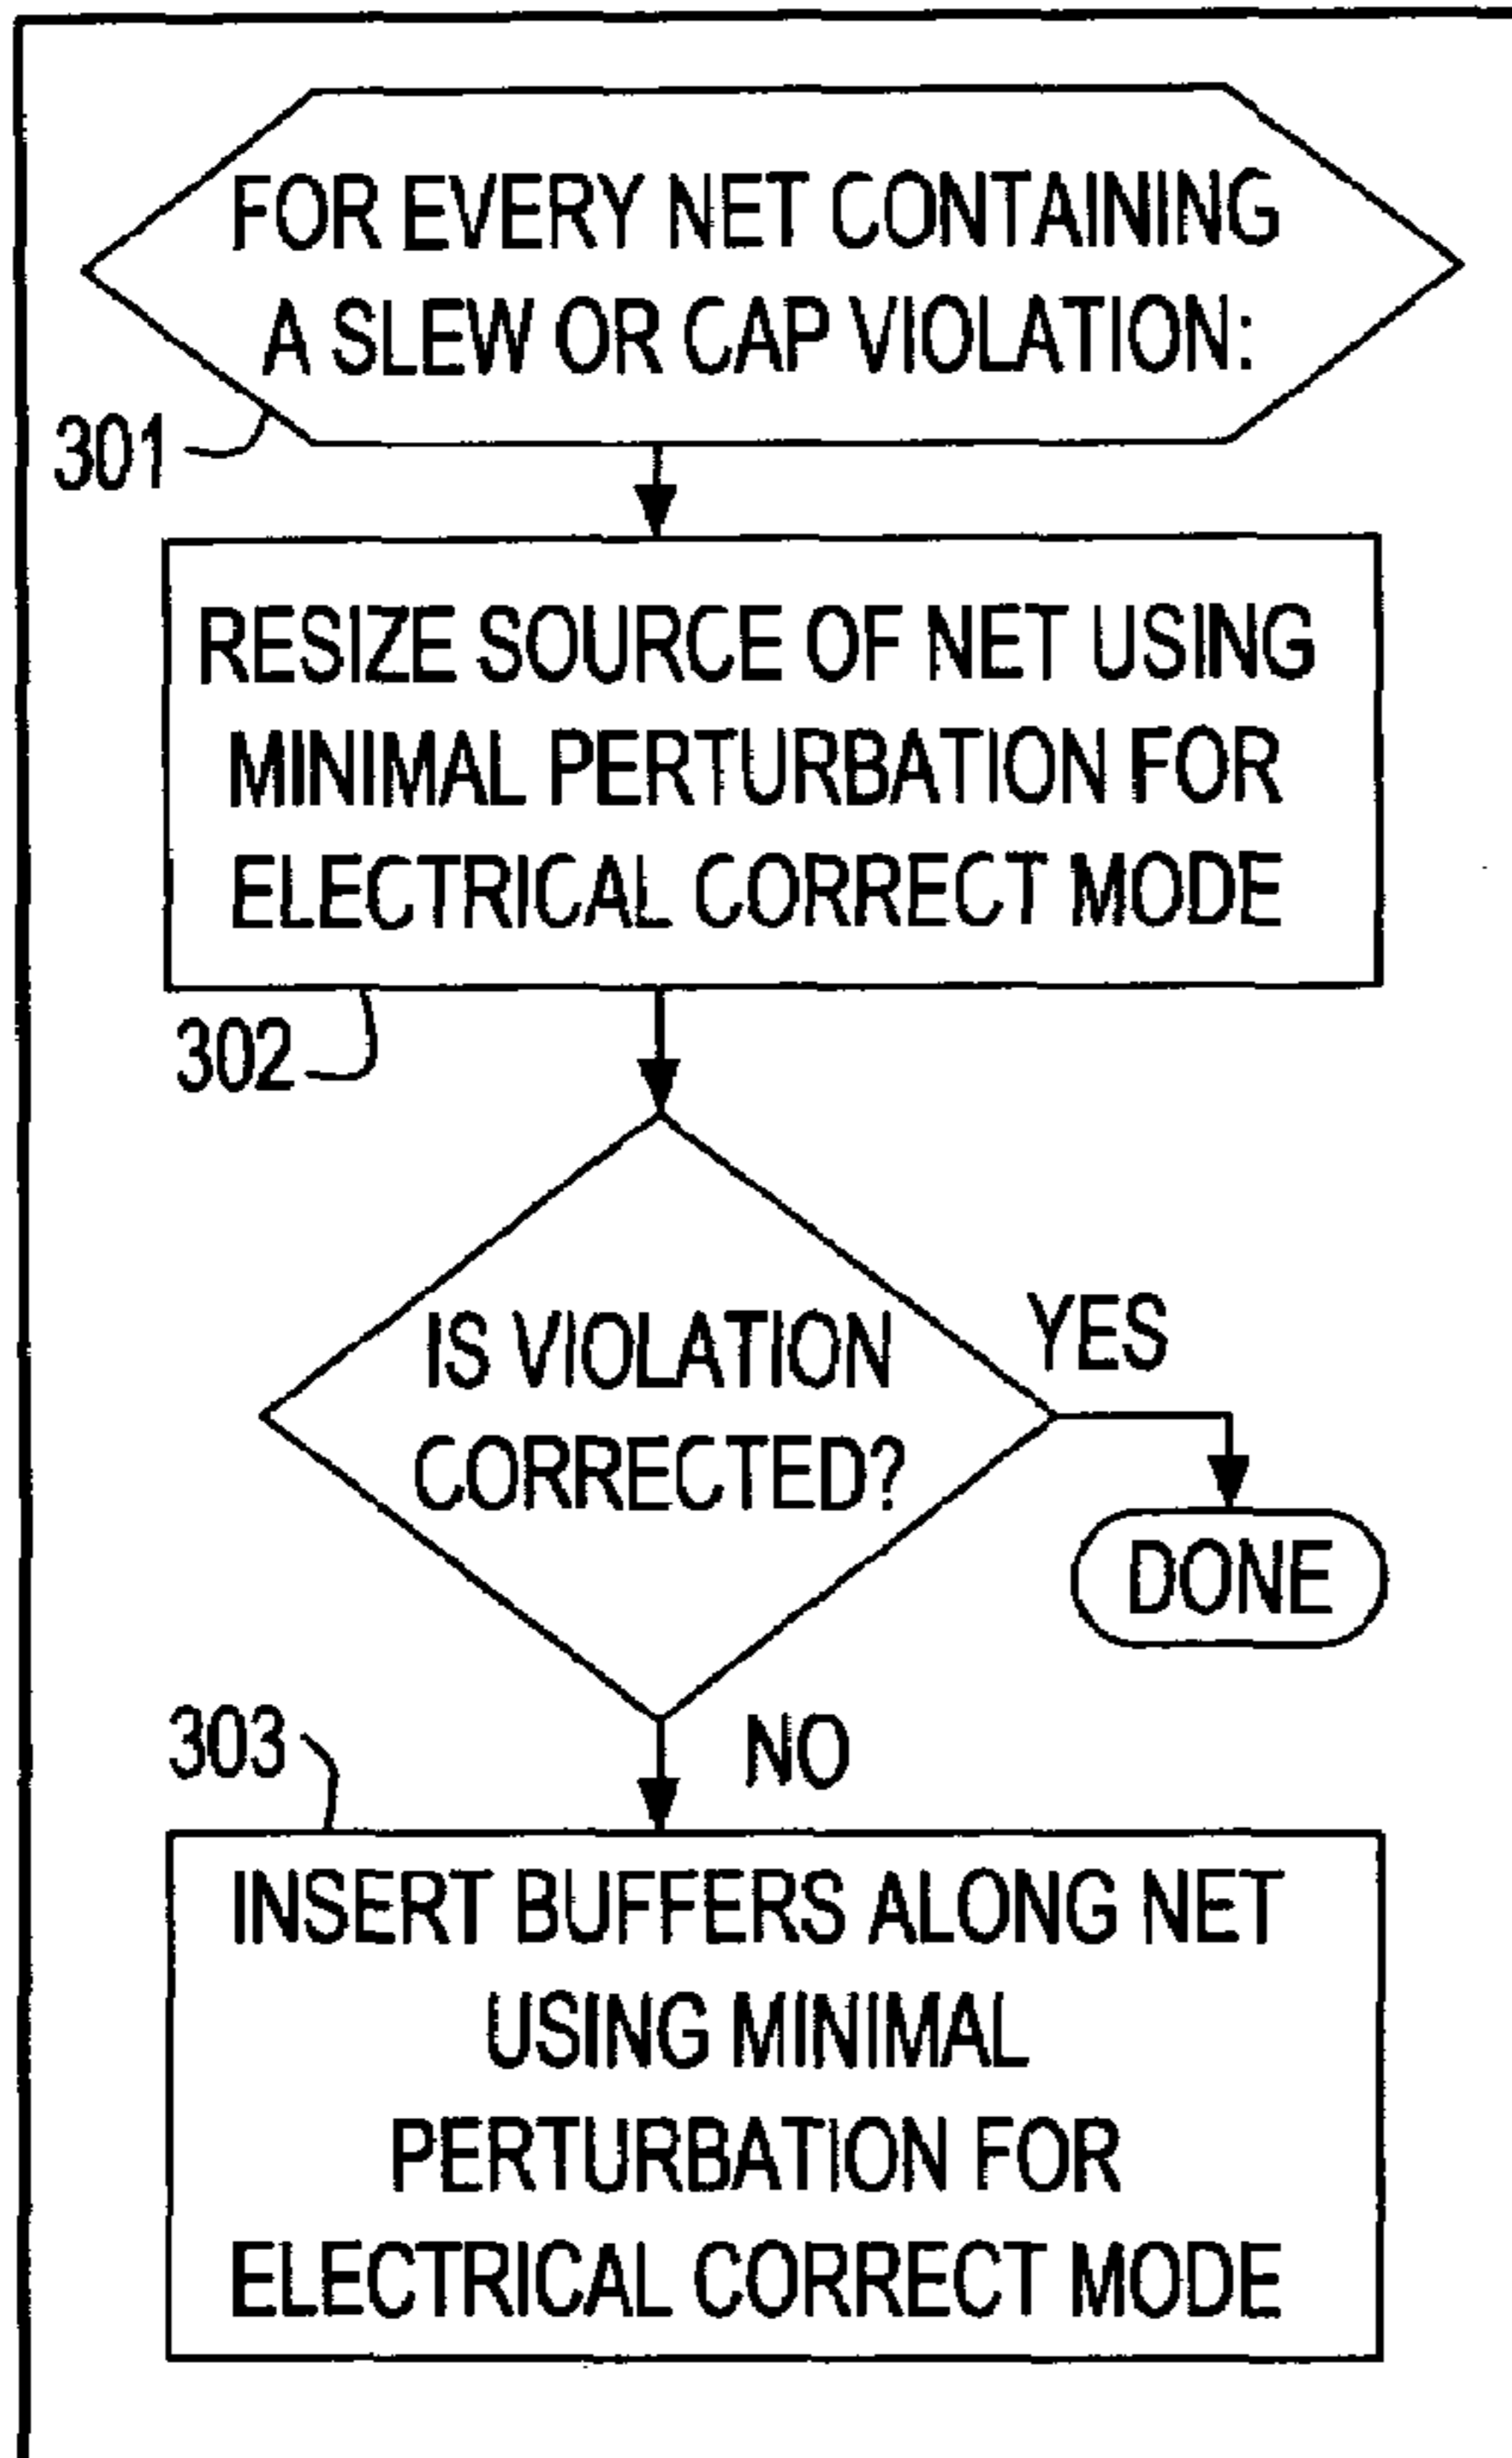 FOR EVERY NET CONTAINING
A SLEW OR CAP VIOLATION:
301
RESIZE SOURCE OF NET USING
MINIMAL PERTURBATION FOR
ELECTRICAL CORRECT MODE
302
IS VIOLATION
CORRECTED?
YES
DONE
303
NO
INSERT BUFFERS ALONG NET
USING MINIMAL
PERTURBATION FOR
ELECTRICAL CORRECT MODE